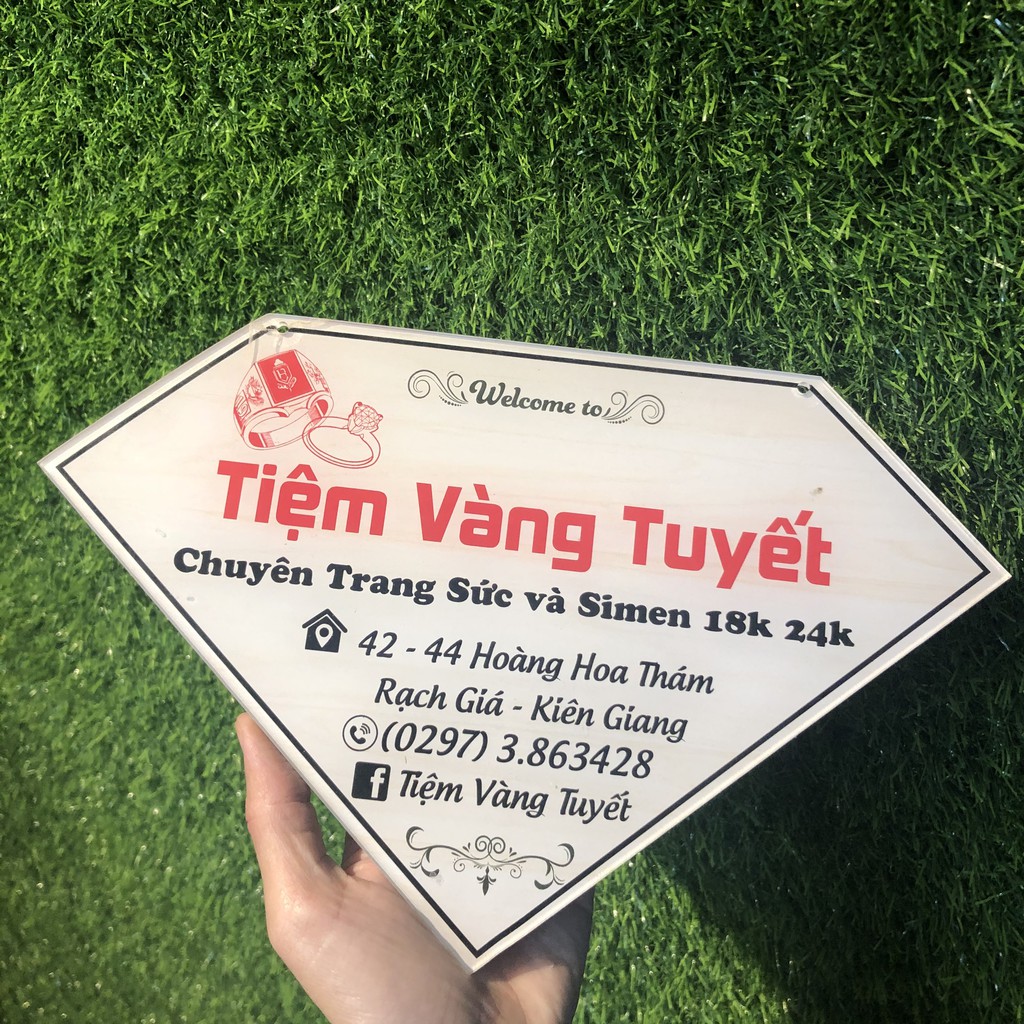 Welcome to
Tiệm Vàng Tuyết
Chuyên Trang Sức và Simen 18k 24k
42 - 44 Hoàng Hoa Thám
Rạch Giá - Kiên Giang
(0297) 3.863428
Tiệm Vàng Tuyết